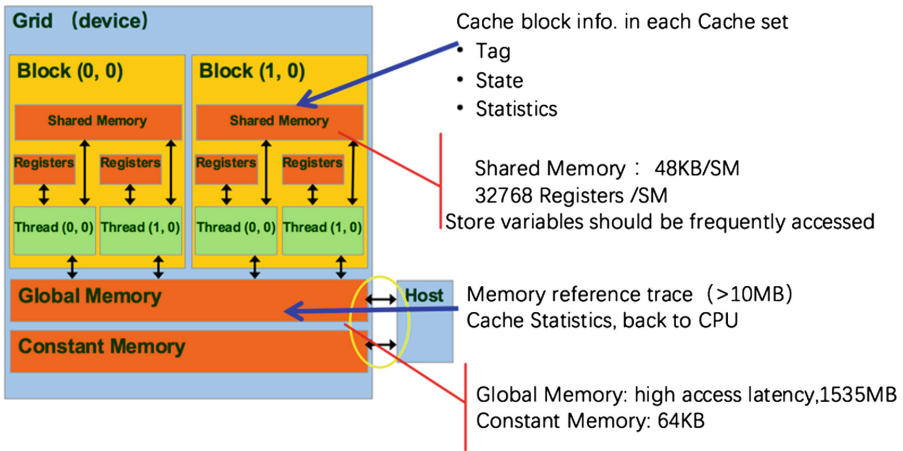 Grid （device）
Block (0, 0)
Shared Memory
Registers
Registers
Thread (0, 0)
Thread (1, 0)
Block (1, 0)
Shared Memory
Registers
Registers
Thread (0, 0)
Thread (1, 0)
Global Memory
Constant Memory
Host
Cache block info. in each Cache set
• Tag
• State
• Statistics
Shared Memory： 48KB/SM
32768 Registers /SM
Store variables should be frequently accessed
Memory reference trace（>10MB）
Cache Statistics, back to CPU
Global Memory: high access latency,1535MB
Constant Memory: 64KB